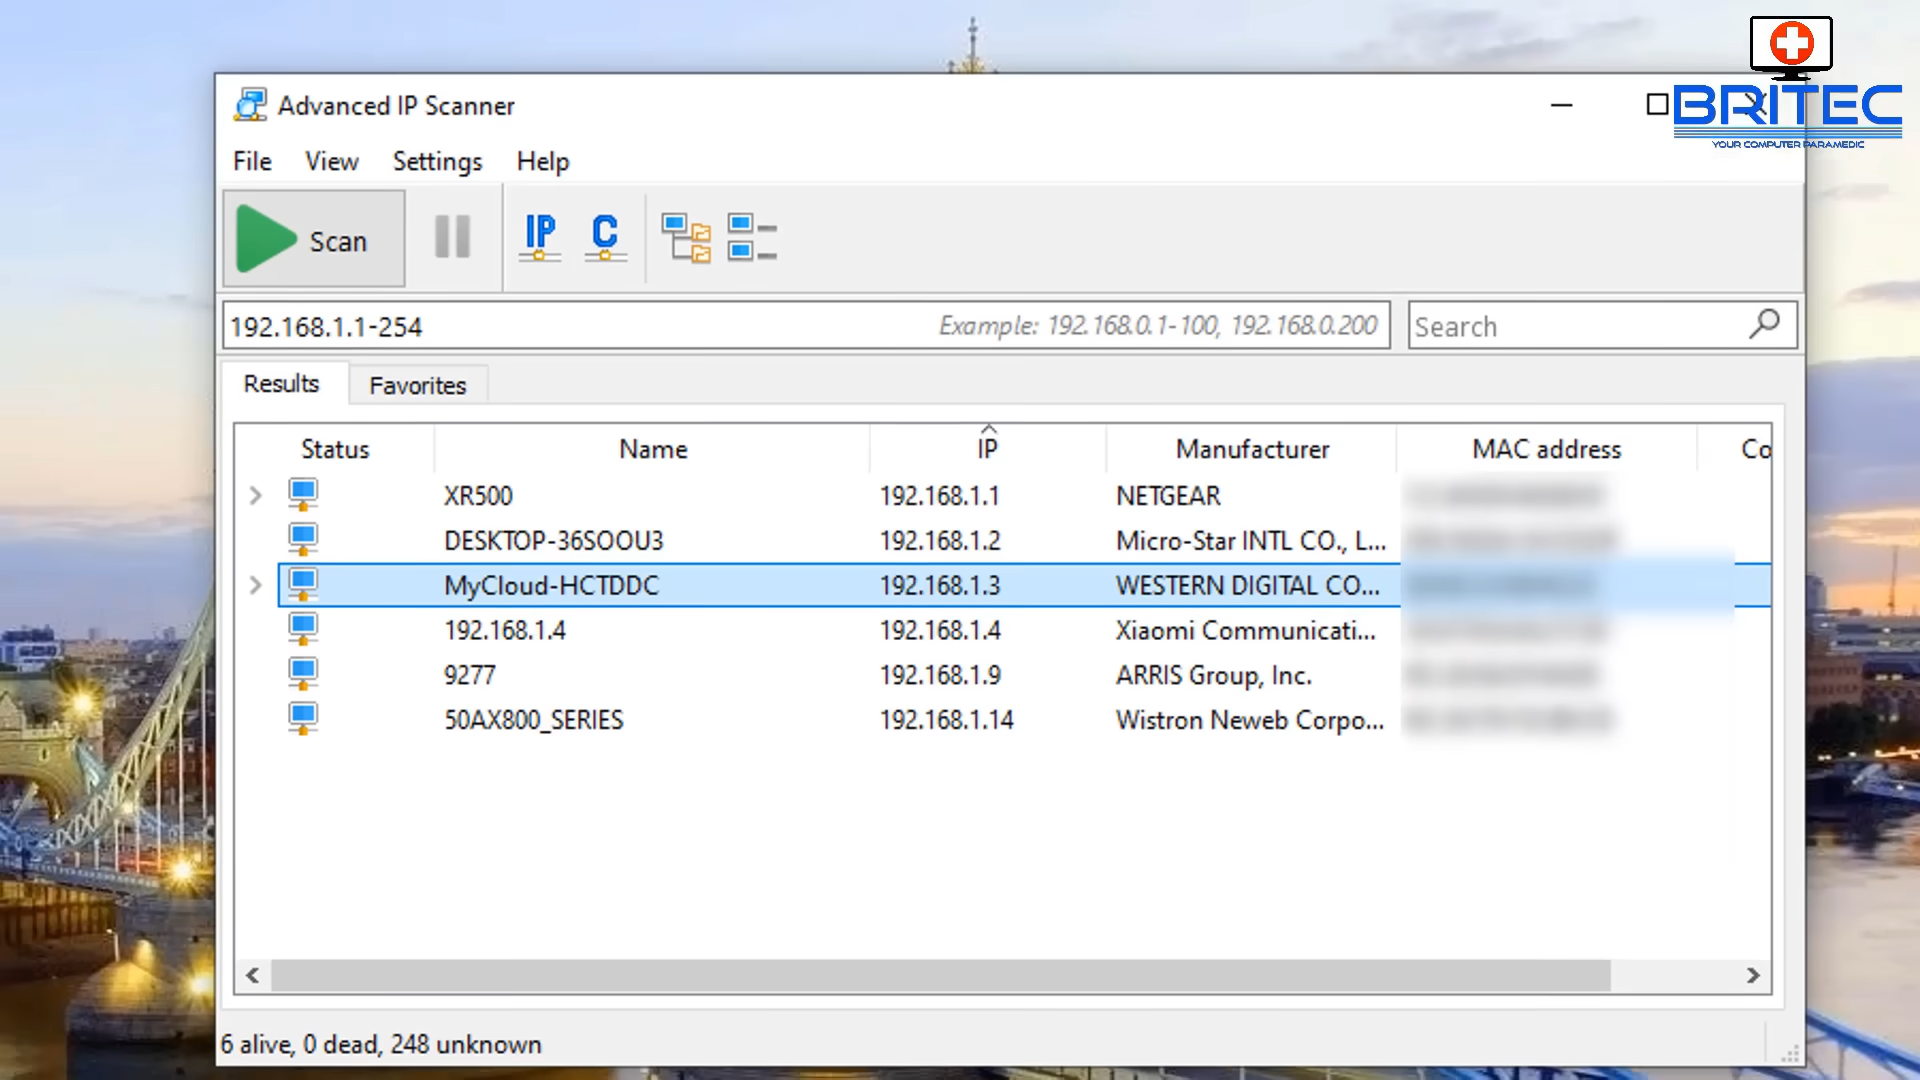 BRITEC
YOUR COMPUTER PARAMEDIC
Advanced IP Scanner
File View Settings Help
Scan IP C
192.168.1.1-254 Example: 192.168.0.1-100, 192.168.0.200 Search
Results Favorites
Status Name IP Manufacturer MAC address Co
XR500 192.168.1.1 NETGEAR
DESKTOP-36SOOU3 192.168.1.2 Micro-Star INTL CO., L...
MyCloud-HCTDDC 192.168.1.3 WESTERN DIGITAL CO...
192.168.1.4 192.168.1.4 Xiaomi Communicati...
9277 192.168.1.9 ARRIS Group, Inc.
50AX800_SERIES 192.168.1.14 Wistron Neweb Corpo...
6 alive, 0 dead, 248 unknown